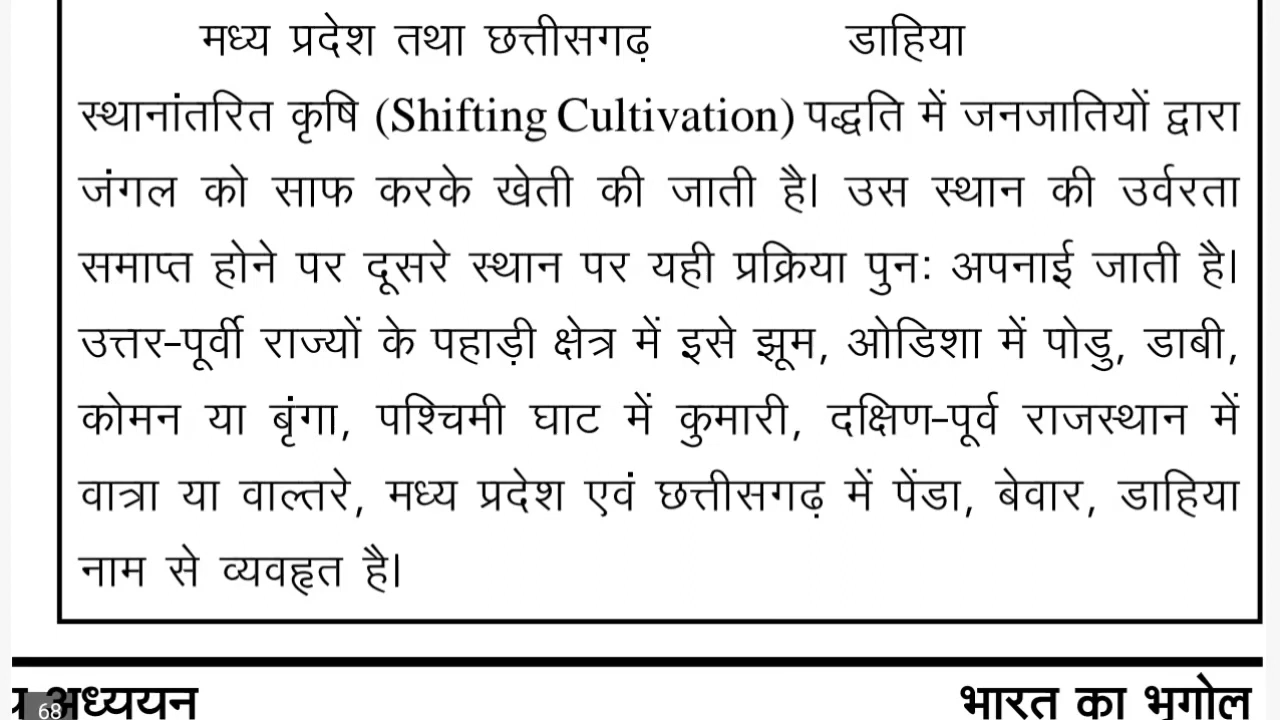 मध्य प्रदेश तथा छत्तीसगढ़ डाहिया
स्थानांतरित कृषि (Shifting Cultivation) पद्धति में जनजातियों द्वारा
जंगल को साफ करके खेती की जाती है। उस स्थान की उर्वरता
समाप्त होने पर दूसरे स्थान पर यही प्रक्रिया पुनः अपनाई जाती है।
उत्तर-पूर्वी राज्यों के पहाड़ी क्षेत्र में इसे झूम, ओडिशा में पोडु, डाबी,
कोमन या बृंगा, पश्चिमी घाट में कुमारी, दक्षिण-पूर्व राजस्थान में
वात्रा या वाल्तरे, मध्य प्रदेश एवं छत्तीसगढ़ में पेंडा, बेवार, डाहिया
नाम से व्यवहृत है।
अध्ययन भारत का भूगोल
68